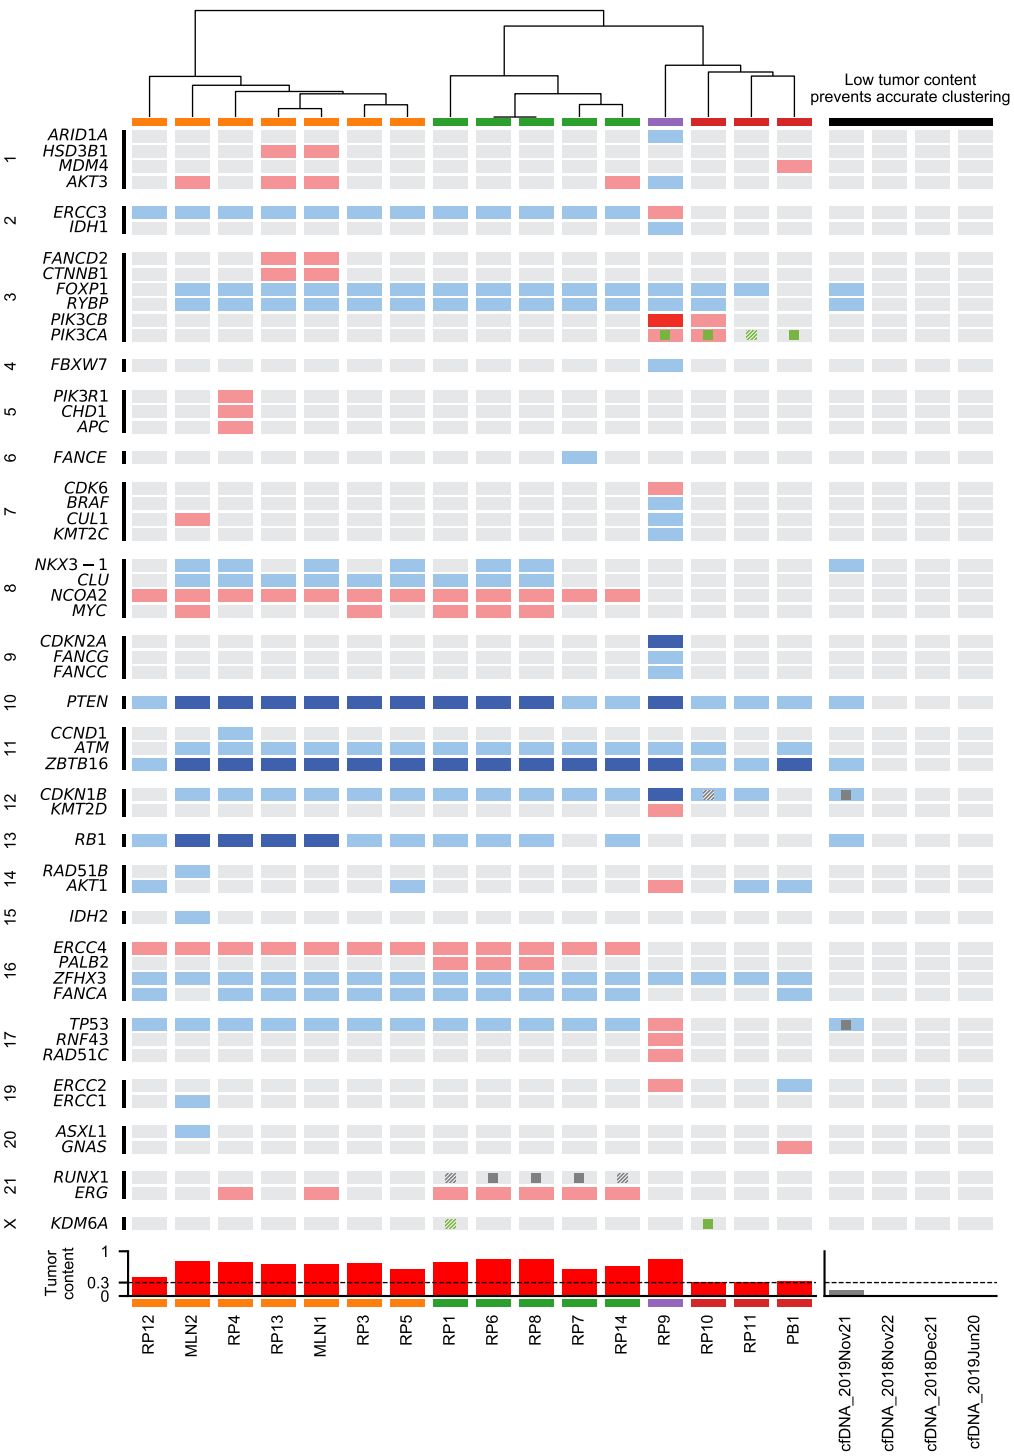 Low tumor content
prevents accurate clustering
1
ARID1A
HSD3B1
MDM4
AKT3
2
ERCC3
IDH1
3
FANCD2
CTNNB1
FOXP1
RYBP
PIK3CB
PIK3CA
4
FBXW7
5
PIK3R1
CHD1
APC
6
FANCE
7
CDK6
BRAF
CUL1
KMT2C
8
NKX3 − 1
CLU
NCOA2
MYC
9
CDKN2A
FANCG
FANCC
10
PTEN
11
CCND1
ATM
ZBTB16
12
CDKN1B
KMT2D
13
RB1
14
RAD51B
AKT1
15
IDH2
16
ERCC4
PALB2
ZFHX3
FANCA
17
TP53
RNF43
RAD51C
19
ERCC2
ERCC1
20
ASXL1
GNAS
21
RUNX1
ERG
X
KDM6A
Tumor
content
1
0.3
0
RP12
MLN2
RP4
RP13
MLN1
RP3
RP5
RP1
RP6
RP8
RP7
RP14
RP9
RP10
RP11
PB1
cfDNA_2019Nov21
cfDNA_2018Nov22
cfDNA_2018Dec21
cfDNA_2019Jun20